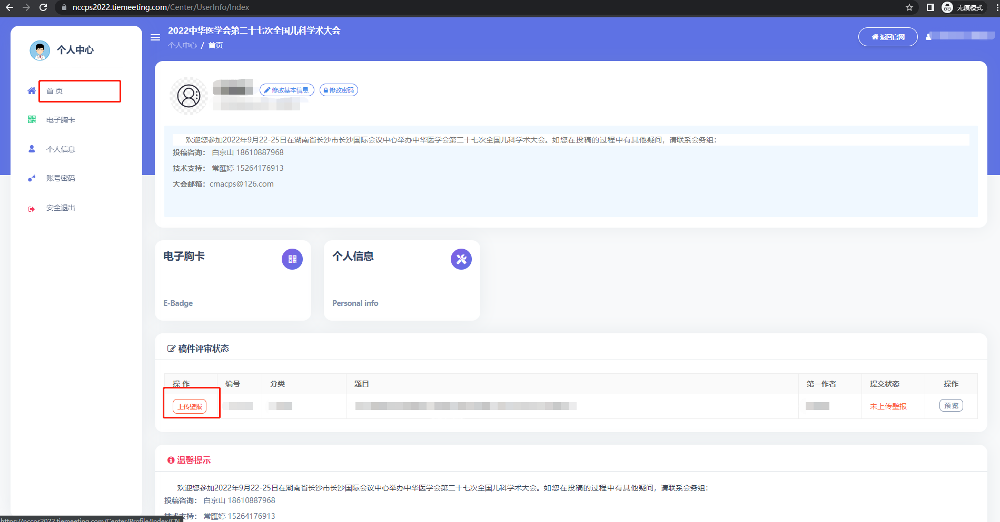 nccps2022.tiemeeting.com/Center/UserInfo/Index
无痕模式
个人中心
首 页
电子胸卡
个人信息
账号密码
安全退出
2022中华医学会第二十七次全国儿科学术大会
个人中心 / 首页
返回官网
修改基本信息 修改密码
欢迎您参加2022年9月22-25日在湖南省长沙市长沙国际会议中心举办中华医学会第二十七次全国儿科学术大会。如您在投稿的过程中有其他疑问，请联系会务组：
投稿咨询： 白京山 18610887968
技术支持： 常匯婷 15264176913
大会邮箱：cmacps@126.com
电子胸卡
E-Badge
个人信息
Personal info
稿件评审状态
操 作 编号 分类 题目 第一作者 提交状态 操作
上传壁报 未上传壁报 预 览
温馨提示
欢迎您参加2022年9月22-25日在湖南省长沙市长沙国际会议中心举办中华医学会第二十七次全国儿科学术大会。如您在投稿的过程中有其他疑问，请联系会务组：
投稿咨询： 白京山 18610887968
技术支持： 常匯婷 15264176913
https://nccps2022.tiemeeting.com/Center/Profile/Index/CN